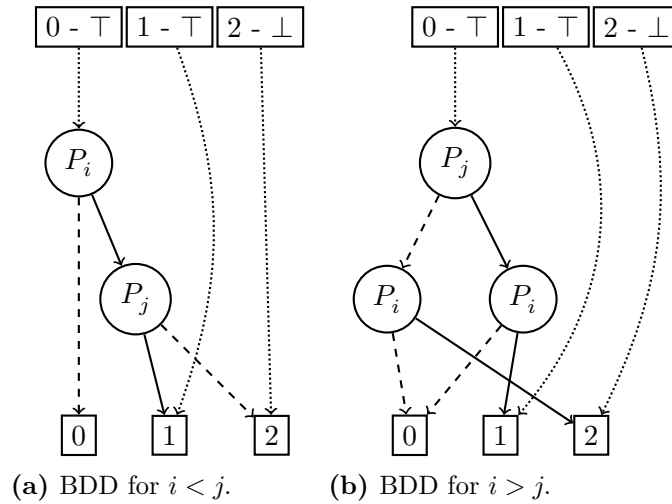 0 - ⊤ 1 - ⊤ 2 - ⊥ 0 - ⊤ 1 - ⊤ 2 - ⊥
P_i P_j
P_j P_i P_i
0 1 2 0 1 2
(a) BDD for i < j. (b) BDD for i > j.